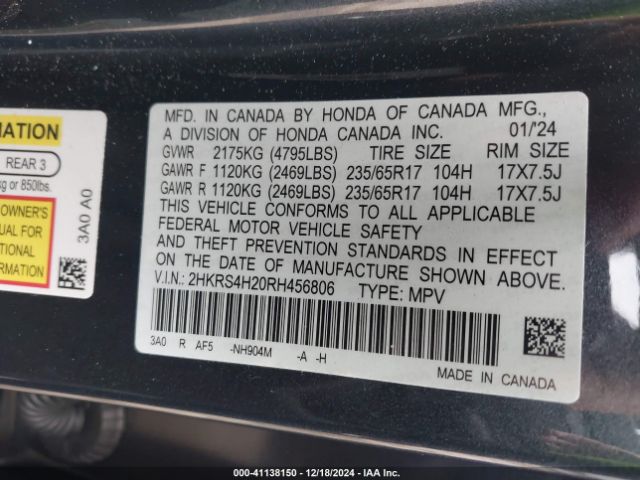 MATION
REAR 3
kg or 850lbs.
OWNER'S
UAL FOR
TIONAL
ORMATION
3A0 A0
MFD. IN CANADA BY HONDA OF CANADA MFG.,
A DIVISION OF HONDA CANADA INC. 01/'24
GVWR 2175KG (4795LBS) TIRE SIZE RIM SIZE
GAWR F 1120KG (2469LBS) 235/65R17 104H 17X7.5J
GAWR R 1120KG (2469LBS) 235/65R17 104H 17X7.5J
THIS VEHICLE CONFORMS TO ALL APPLICABLE
FEDERAL MOTOR VEHICLE SAFETY
AND THEFT PREVENTION STANDARDS IN EFFECT
ON THE DATE OF MANUFACTURE SHOWN ABOVE.
V.I.N.: 2HKRS4H20RH456806 TYPE: MPV
3A0 R AF5 -NH904M -A -H
MADE IN CANADA
000-41138150 | 12/18/2024 - IAAI.COM